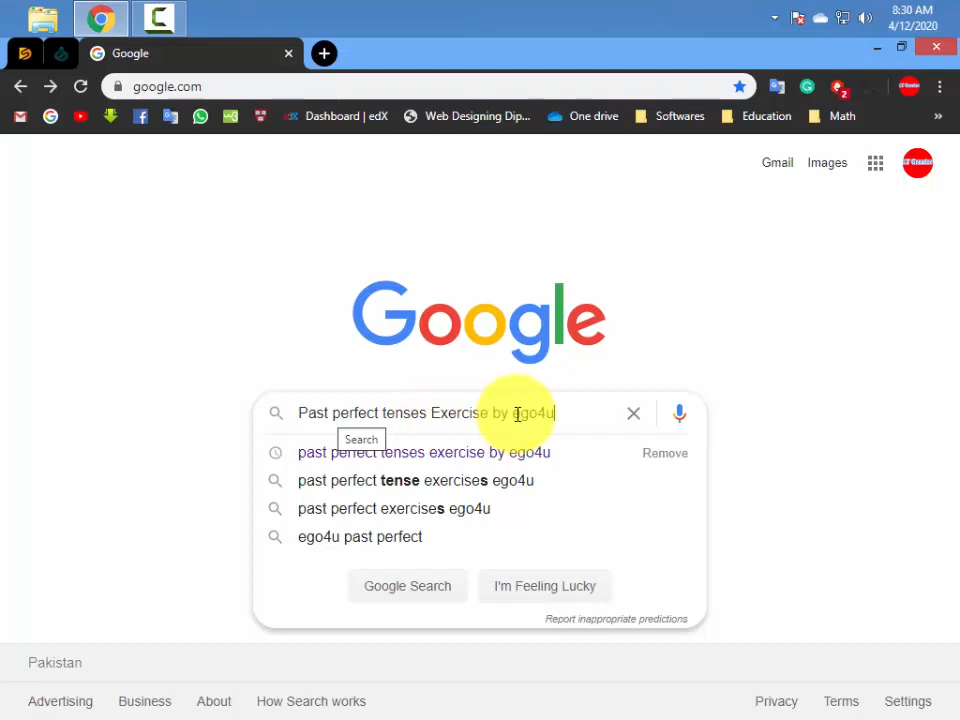 8:30 AM
4/12/2020
Google
google.com
2
Dashboard | edX
Web Designing Dip...
One drive
Softwares
Education
Math
»
Gmail
Images
Google
Past perfect tenses Exercise by ego4u
Search
past perfect tenses exercise by ego4u
Remove
past perfect tense exercises ego4u
past perfect exercises ego4u
ego4u past perfect
Google Search
I'm Feeling Lucky
Report inappropriate predictions
Pakistan
Advertising
Business
About
How Search works
Privacy
Terms
Settings